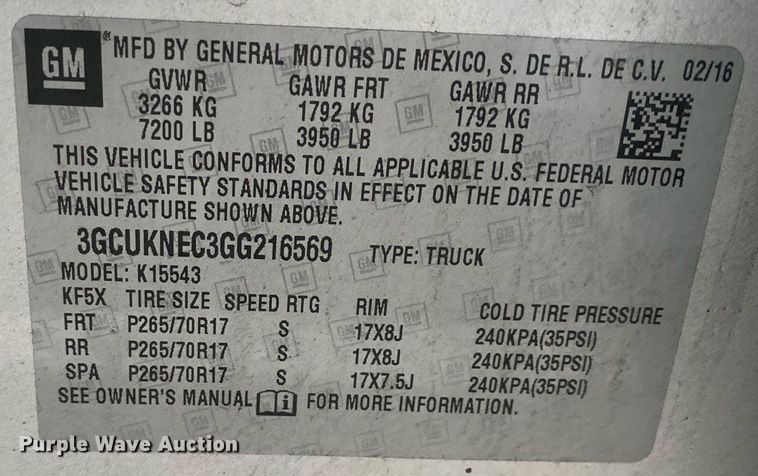 GM ® MFD BY GENERAL MOTORS DE MEXICO, S. DE R.L. DE C.V. 02/16
GVWR GAWR FRT GAWR RR
3266 KG 1792 KG 1792 KG
7200 LB 3950 LB 3950 LB
THIS VEHICLE CONFORMS TO ALL APPLICABLE U.S. FEDERAL MOTOR
VEHICLE SAFETY STANDARDS IN EFFECT ON THE DATE OF
MANUFACTURE SHOWN ABOVE.
3GCUKNEC3GG216569 TYPE: TRUCK
MODEL: K15543
KF5X TIRE SIZE SPEED RTG RIM COLD TIRE PRESSURE
FRT P265/70R17 S 17X8J 240KPA(35PSI)
RR P265/70R17 S 17X8J 240KPA(35PSI)
SPA P265/70R17 S 17X7.5J 240KPA(35PSI)
SEE OWNER'S MANUAL i FOR MORE INFORMATION.
Purple Wave Auction